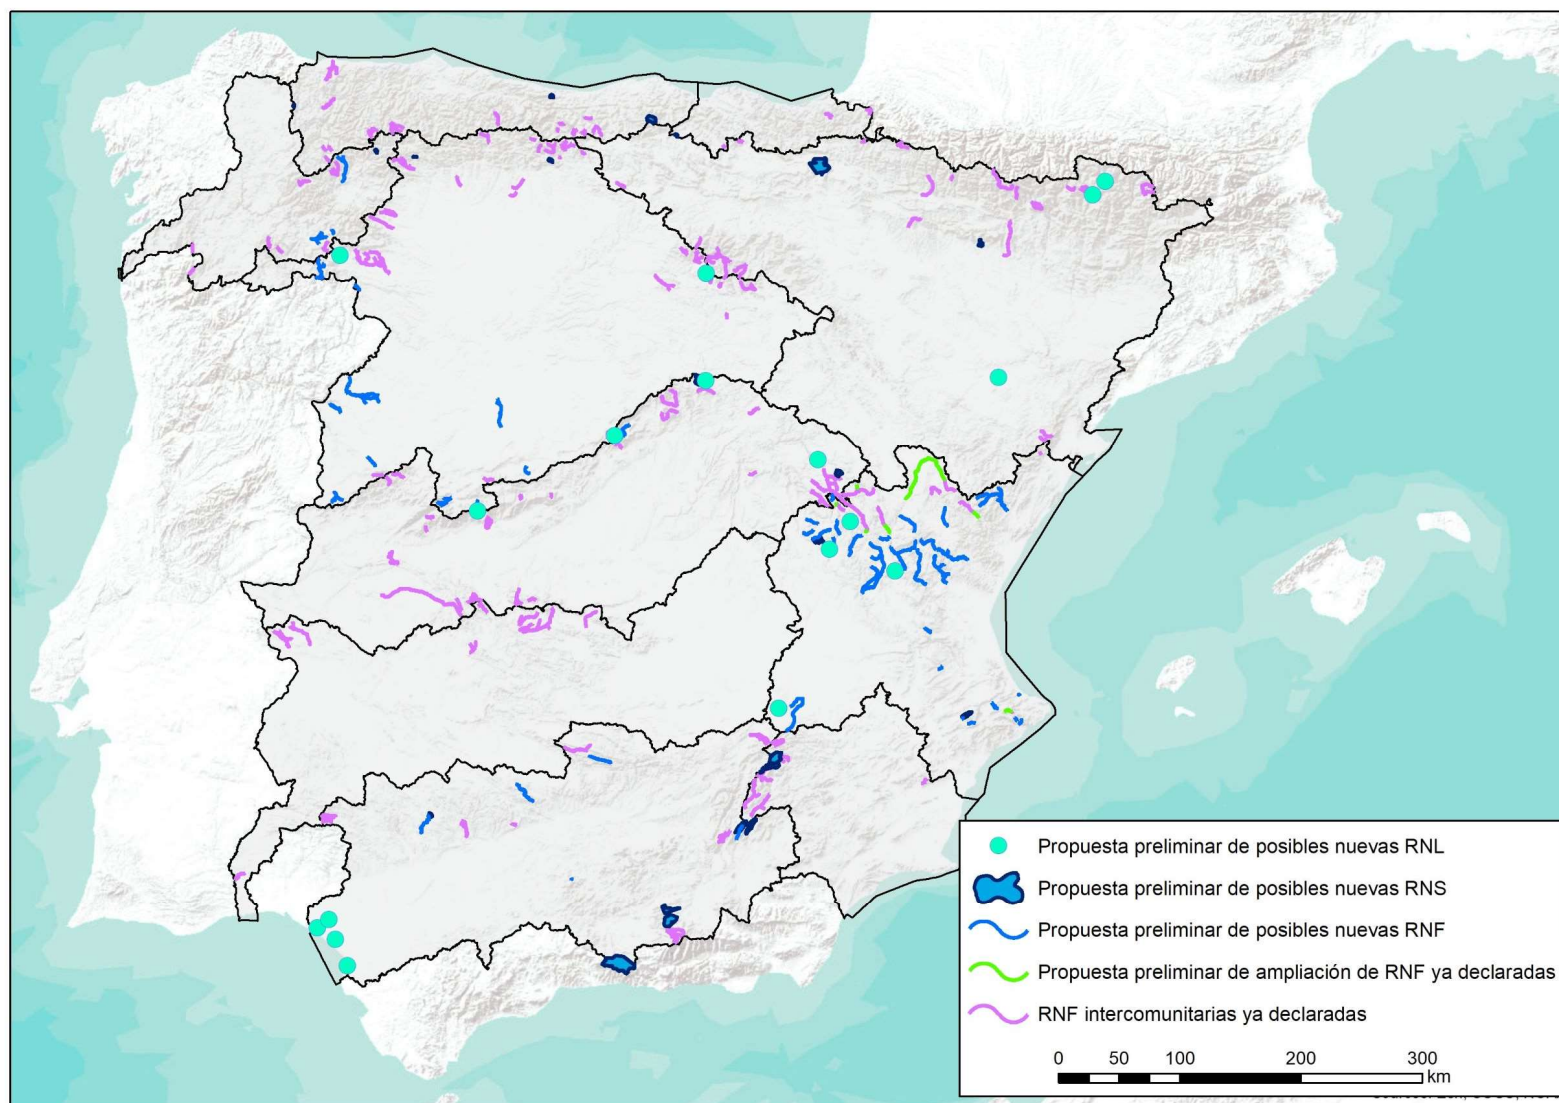 Propuesta preliminar de posibles nuevas RNL
Propuesta preliminar de posibles nuevas RNS
Propuesta preliminar de posibles nuevas RNF
Propuesta preliminar de ampliación de RNF ya declaradas
RNF intercomunitarias ya declaradas
0 50 100 200 300
km